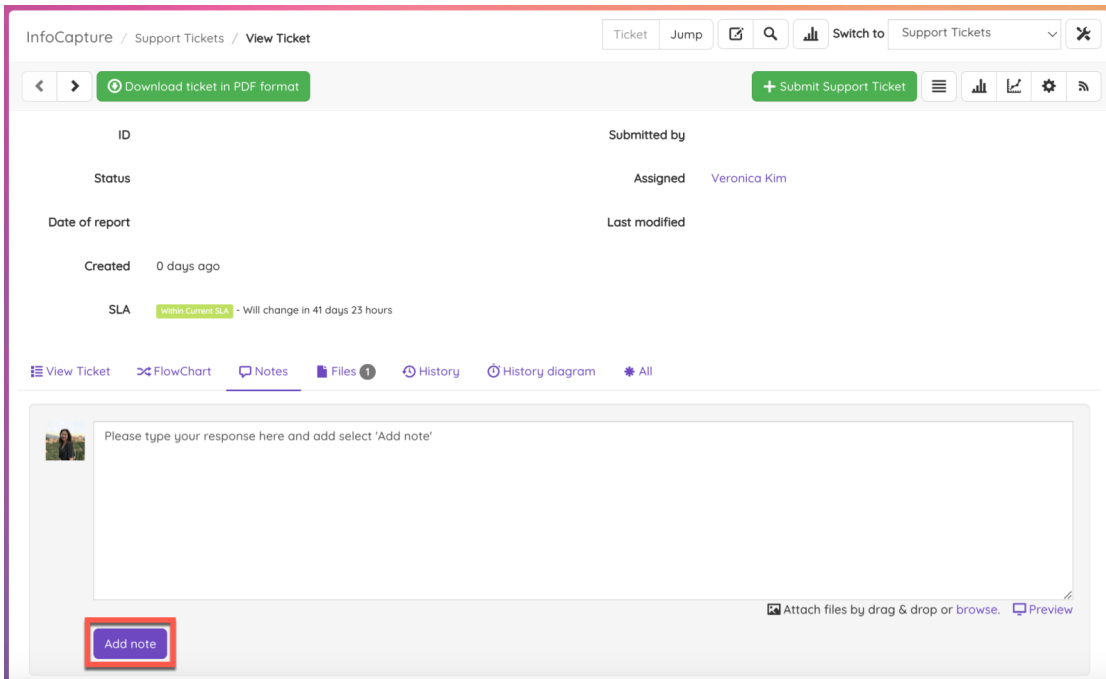 InfoCapture / Support Tickets / View Ticket
Ticket Jump Switch to Support Tickets
Download ticket in PDF format
+ Submit Support Ticket
ID
Submitted by
Status
Assigned Veronica Kim
Date of report
Last modified
Created 0 days ago
SLA Within Current SLA - Will change in 41 days 23 hours
View Ticket FlowChart Notes Files 1 History History diagram All
Please type your response here and add select 'Add note'
Attach files by drag & drop or browse. Preview
Add note